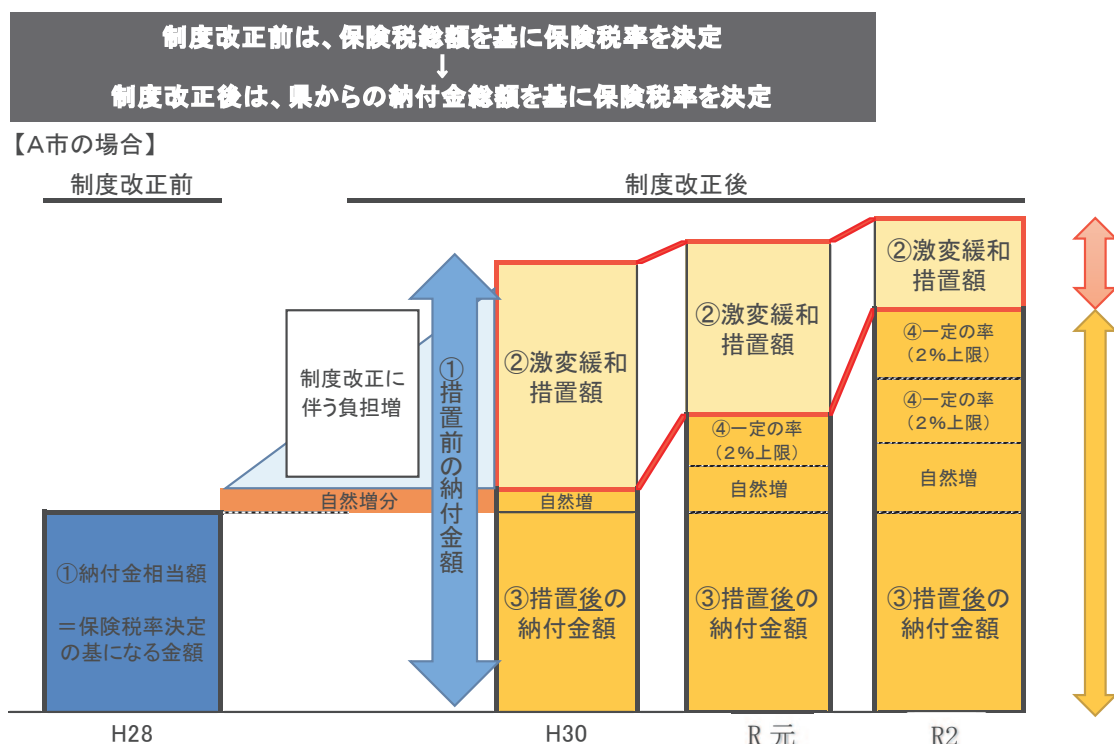 制度改正前は、保険税総額を基に保険税率を決定
↓
制度改正後は、県からの納付金総額を基に保険税率を決定
【A市の場合】
制度改正前
制度改正後
制度改正に
伴う負担増
自然増分
①納付金相当額
＝保険税率決定
の基になる金額
①措置前の納付金額
②激変緩和
措置額
自然増
③措置後の
納付金額
②激変緩和
措置額
④一定の率
（2%上限）
自然増
③措置後の
納付金額
②激変緩和
措置額
④一定の率
（2%上限）
④一定の率
（2%上限）
自然増
③措置後の
納付金額
H28
H30
R元
R2